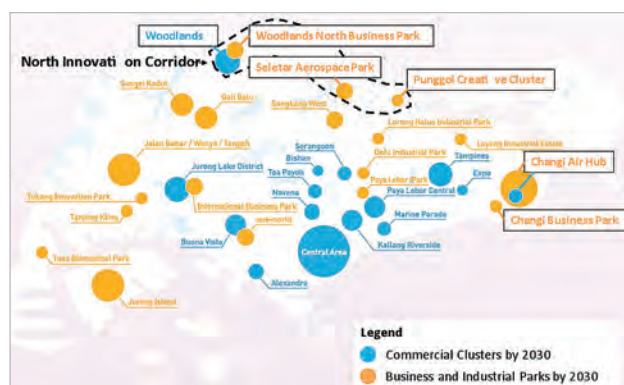 Woodlands
Woodlands North Business Park
North Innovati on Corridor
Seletar Aerospace Park
Punggol Creati ve Cluster
Sungei Kadut
Gali Batu
Sengkang West
Lorong Halus Industrial Park
Loyang Industrial Estate
Jalan Bahar / Wenya / Tengah
Serangoon
Defu Industrial Park
Tampines
Changi Air Hub
Jurong Lake District
Bishan
Toa Payoh
Paya Lebar iPark
Expo
Tukang Innovation Park
International Business Park
Novena
Paya Lebar Central
Changi Business Park
Tanjong Kling
one-north
Marine Parade
Buona Vista
Kallang Riverside
Tuas Biomedical Park
Central Area
Alexandra
Jurong Island
Legend
Commercial Clusters by 2030
Business and Industrial Parks by 2030